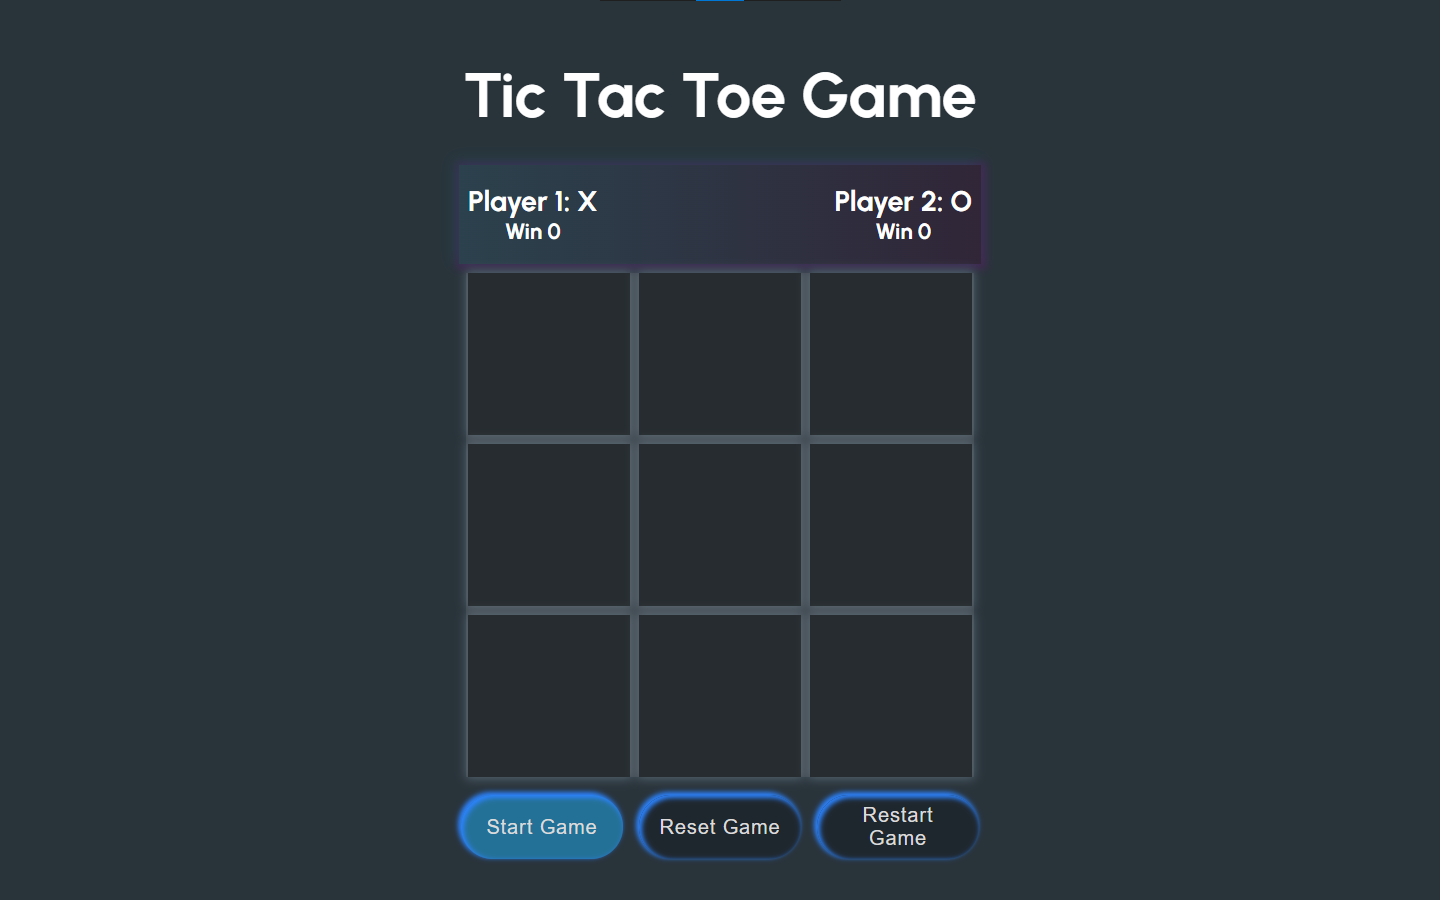 Tic Tac Toe Game
Player 1: X
Win 0
Player 2: O
Win 0
Start Game
Reset Game
Restart
Game